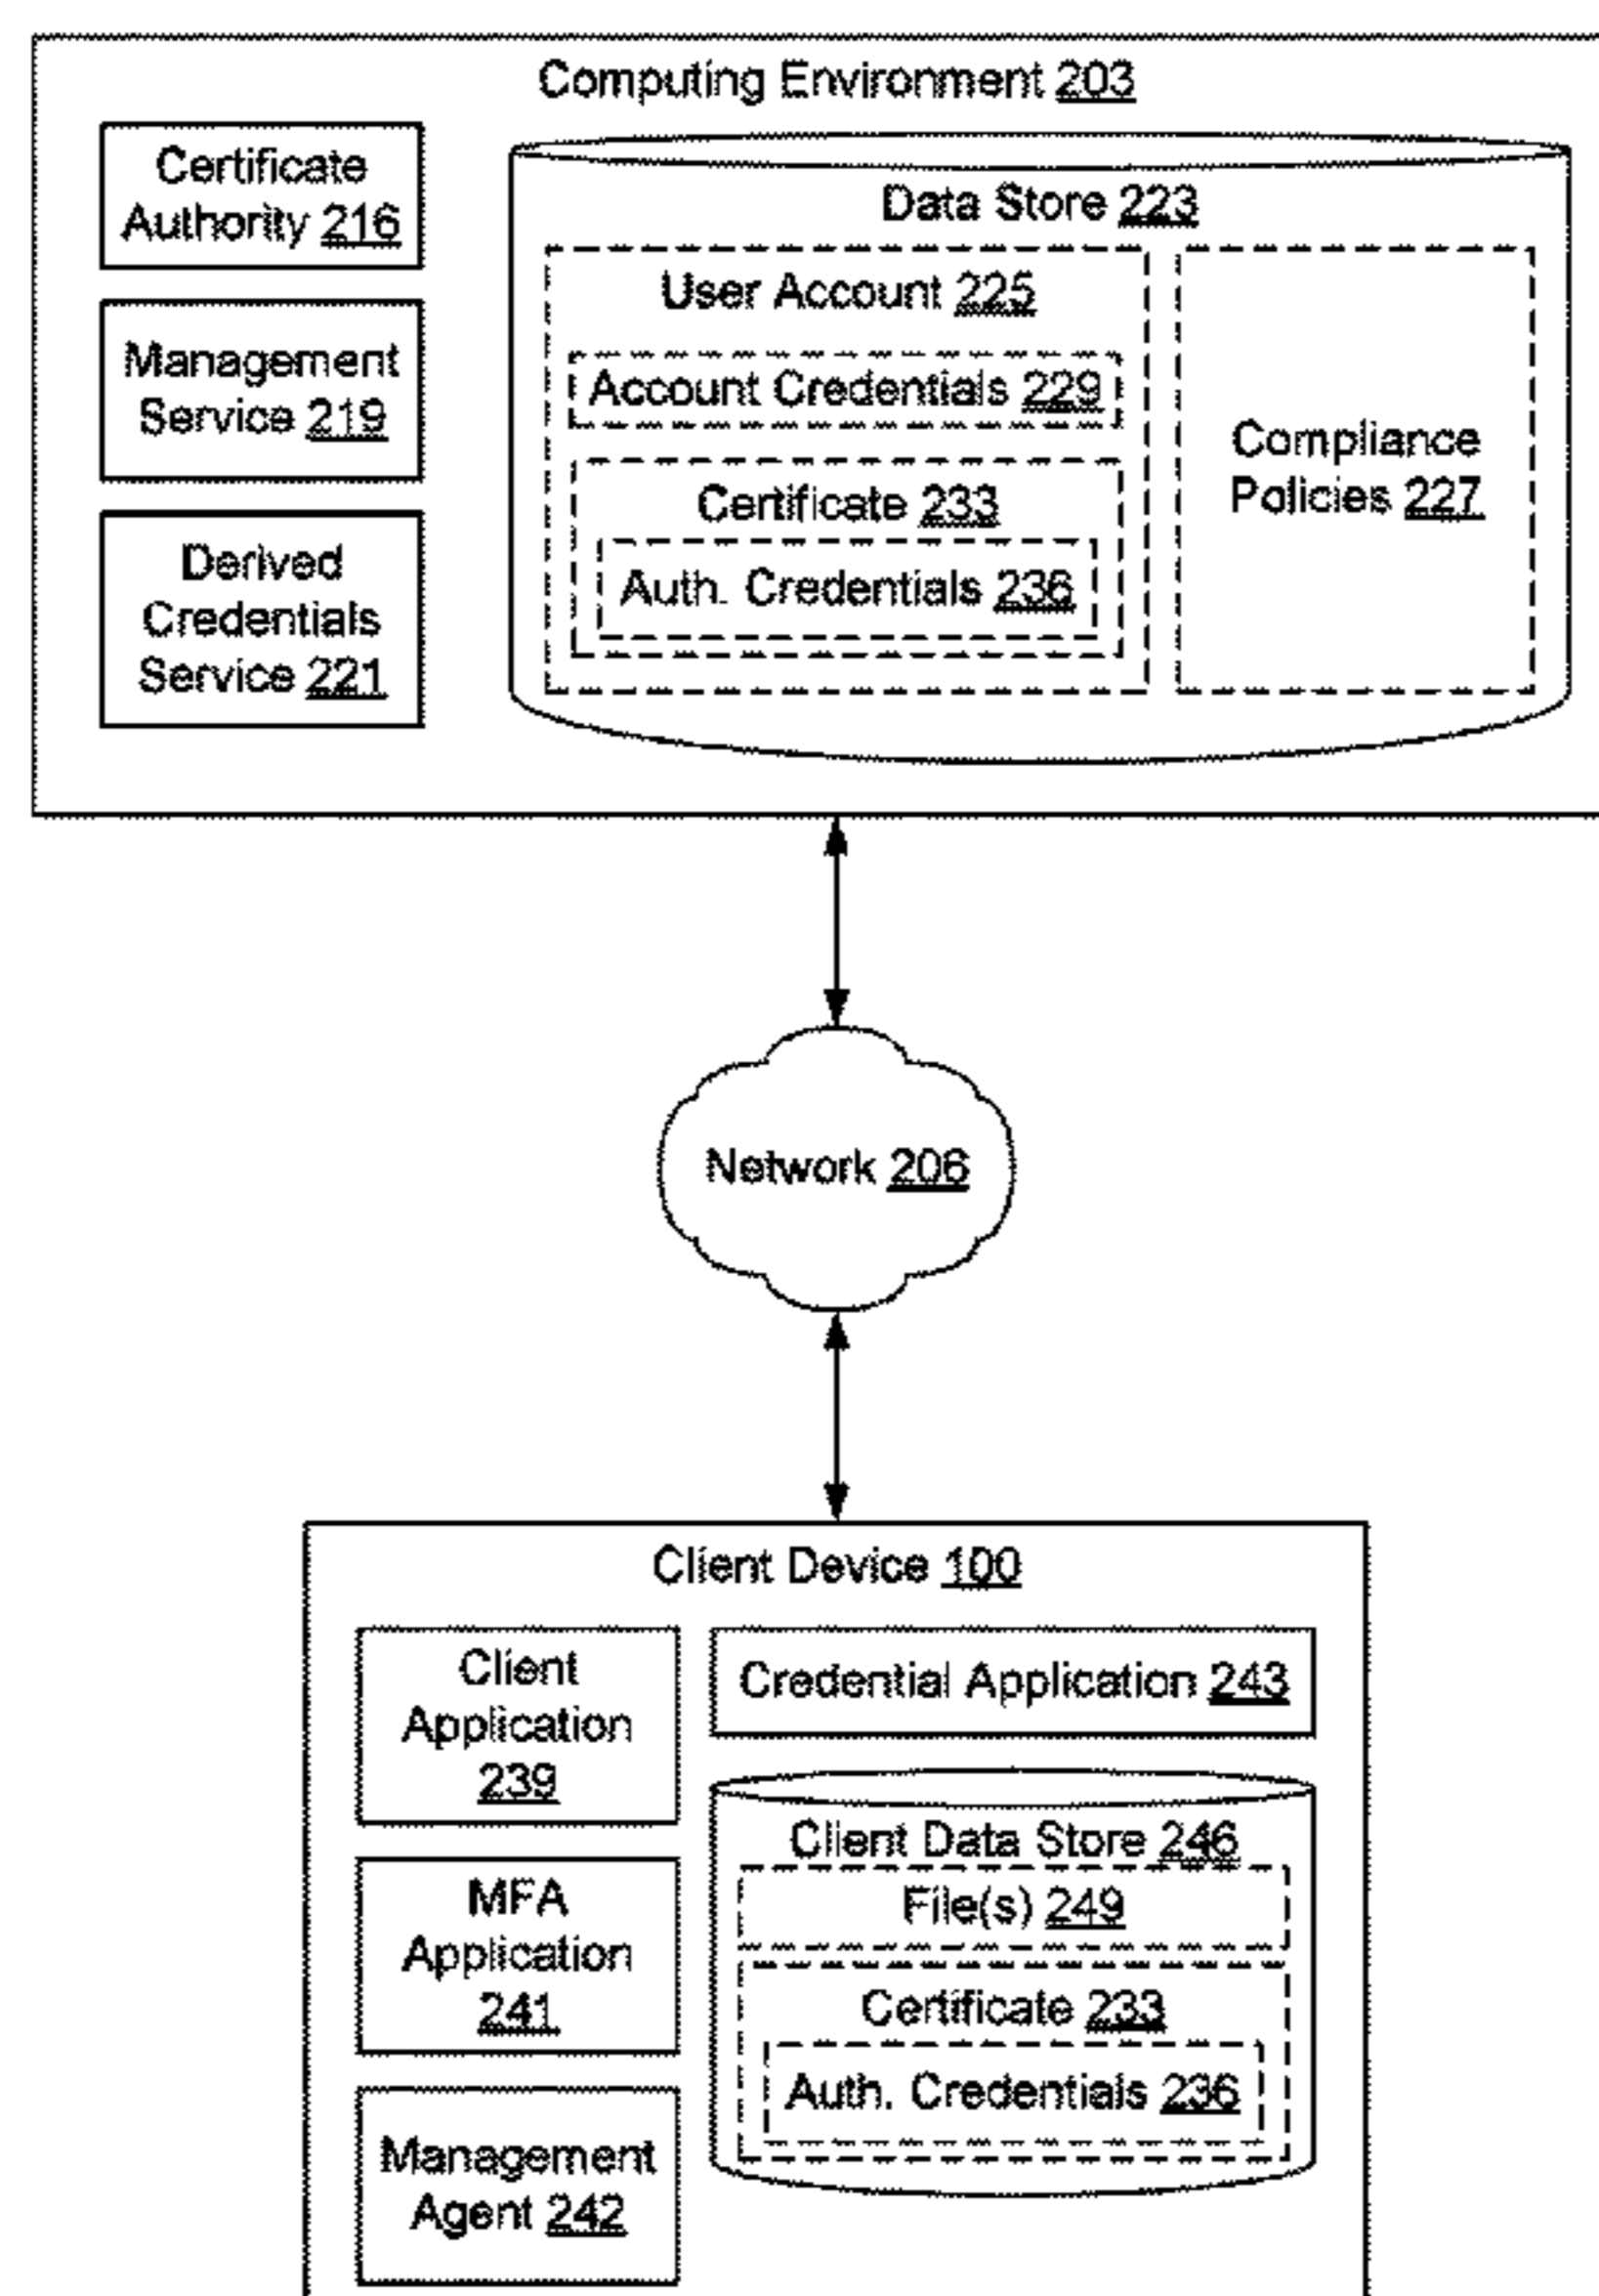 Computing Environment 203
Certificate
Authority 216
Management
Service 219
Derived
Credentials
Service 221
Data Store 223
User Account 225
Account Credentials 229
Certificate 233
Auth. Credentials 236
Compliance
Policies 227
Network 206
Client Device 100
Client
Application
239
MFA
Application
241
Management
Agent 242
Credential Application 243
Client Data Store 246
File(s) 249
Certificate 233
Auth. Credentials 236